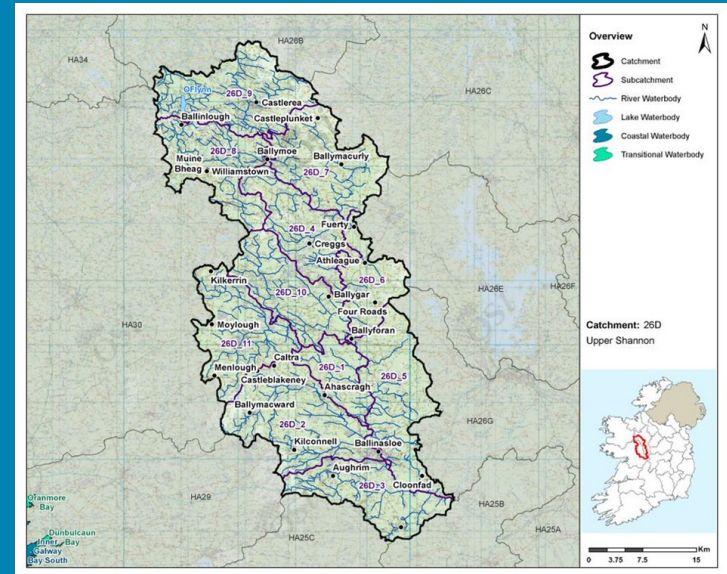 HA26B
HA34
HA26C
OFlynn
26D_9
Castlerea
Castleplunket
Ballinlough
26D_8
Ballymoe
Ballymacurly
Muine
Bheag
Williamstown
26D_7
26D_4
Fuerty
Creggs
Athleague
Kilkerrin
26D_6
26D_10
Ballygar
HA26E
HA26F
Four Roads
Moylough
HA30
Ballyforan
26D_11
Caltra
26D_1
Menlough
Castleblakeney
26D_5
Ahascragh
Ballymacward
26D_2
HA26G
Kilconnell
Ballinasloe
Aughrim
Cloonfad
26D_3
HA29
HA25B
Oranmore
Bay
Dunbulcaun
Bay
Inner
Galway
Bay South
HA25C
HA25A
Overview
N
Catchment
Subcatchment
River Waterbody
Lake Waterbody
Coastal Waterbody
Transitional Waterbody
Catchment: 26D
Upper Shannon
Km
0 3.75 7.5 15